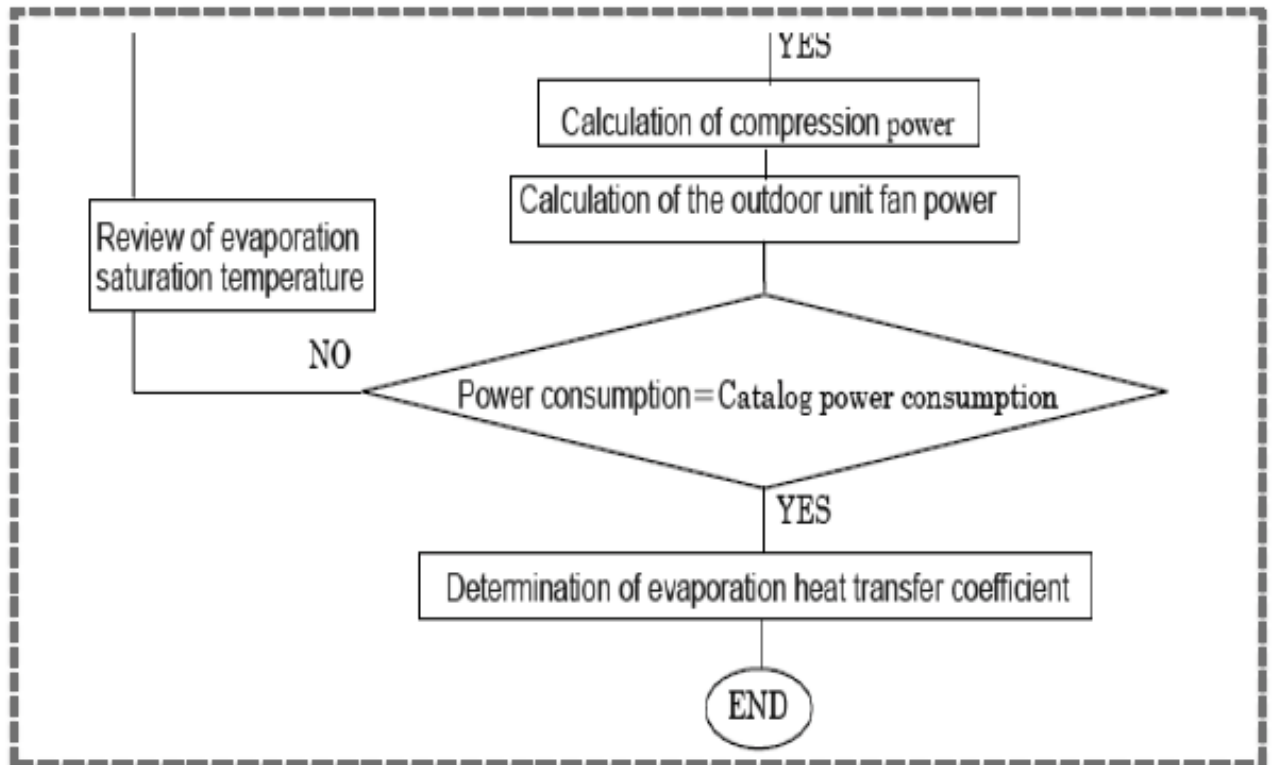 YES
Calculation of compression power
Calculation of the outdoor unit fan power
Review of evaporation
saturation temperature
NO
Power consumption=Catalog power consumption
YES
Determination of evaporation heat transfer coefficient
END